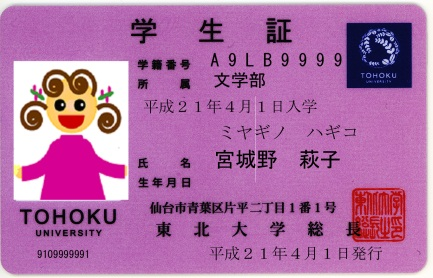 学生証
学籍番号 A9LB9999
所属 文学部
平成21年4月1日入学
ミヤギノ ハギコ
氏名 宮城野 萩子
生年月日
仙台市青葉区片平二丁目1番1号
東北大学総長
平成21年4月1日発行
TOHOKU
UNIVERSITY
TOHOKU
UNIVERSITY
9109999991